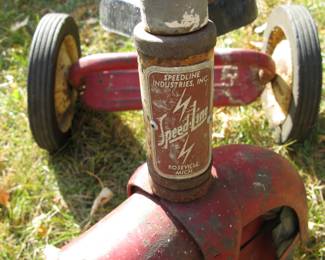 SPEEDLINE
INDUSTRIES, INC.
Speed-Line
ROSEVILLE,
MICH.